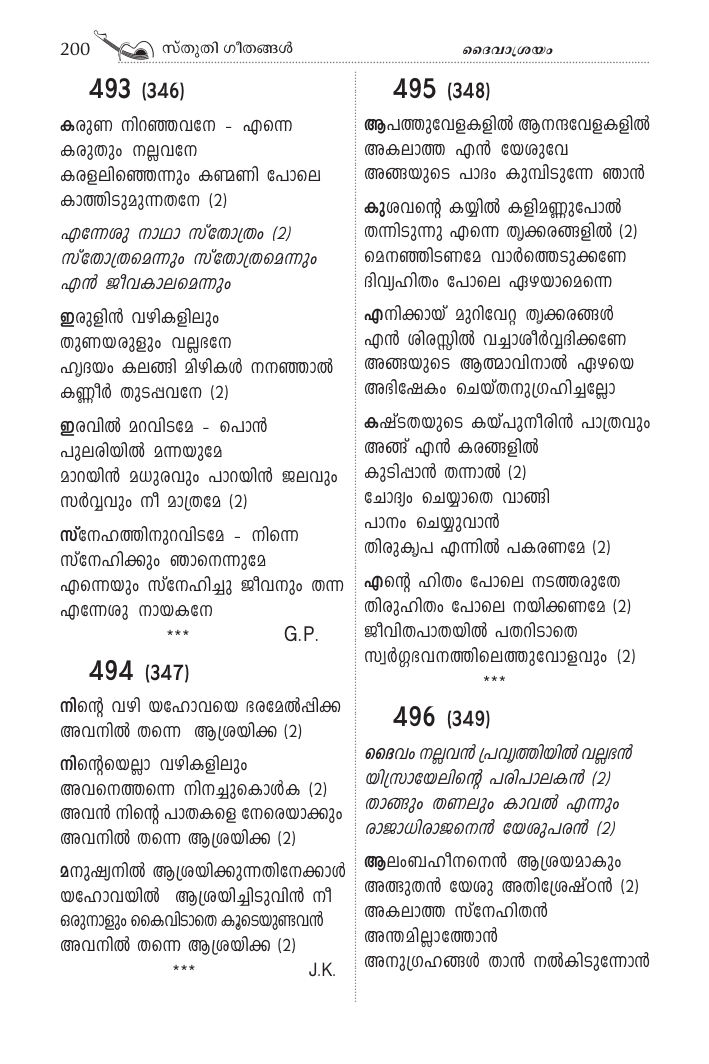 200 സ്തുതി ഗീതങ്ങൾ
ദൈവാശ്രയം
493 (346)
കരുണ നിറഞ്ഞവനേ - എന്നെ
കരുതും നല്ലവനേ
കരളലിഞ്ഞെന്നും കണ്മണി പോലെ
കാത്തിടുമുന്നതനേ (2)
എന്നേശു നാഥാ സ്തോത്രം (2)
സ്തോത്രമെന്നും സ്തോത്രമെന്നും
എൻ ജീവകാലമെന്നും
ഇരുളിൻ വഴികളിലും
തുണയരുളും വല്ലഭനേ
ഹൃദയം കലങ്ങി മിഴികൾ നനഞ്ഞാൽ
കണ്ണീർ തുടപ്പവനേ (2)
ഇരവിൽ മറവിടമേ - പൊൻ
പുലരിയിൽ മന്നയുമേ
മാറയിൻ മധുരവും പാറയിൻ ജലവും
സർവ്വവും നീ മാത്രമേ (2)
സ്നേഹത്തിനുറവിടമേ - നിന്നെ
സ്നേഹിക്കും ഞാനെന്നുമേ
എന്നെയും സ്നേഹിച്ചു ജീവനും തന്ന
എന്നേശു നായകനേ
***
G.P.
494 (347)
നിന്റെ വഴി യഹോവയെ ഭരമേൽപ്പിക്ക
അവനിൽ തന്നെ ആശ്രയിക്ക (2)
നിന്റെയെല്ലാ വഴികളിലും
അവനെത്തന്നെ നിനച്ചുകൊൾക (2)
അവൻ നിന്റെ പാതകളെ നേരെയാക്കും
അവനിൽ തന്നെ ആശ്രയിക്ക (2)
മനുഷ്യനിൽ ആശ്രയിക്കുന്നതിനേക്കാൾ
യഹോവയിൽ ആശ്രയിച്ചിടുവിൻ നീ
ഒരുനാളും കൈവിടാതെ കൂടെയുണ്ടവൻ
അവനിൽ തന്നെ ആശ്രയിക്ക (2)
***
J.K.
495 (348)
ആപത്തുവേളകളിൽ ആനന്ദവേളകളിൽ
അകലാത്ത എൻ യേശുവേ
അങ്ങയുടെ പാദം കുമ്പിടുന്നേ ഞാൻ
കുശവന്റെ കയ്യിൽ കളിമണ്ണുപോൽ
തന്നിടുന്നു എന്നെ തൃക്കരങ്ങളിൽ (2)
മെനഞ്ഞിടണമേ വാർത്തെടുക്കണേ
ദിവ്യഹിതം പോലെ ഏഴയാമെന്നെ
എനിക്കായ് മുറിവേറ്റ തൃക്കരങ്ങൾ
എൻ ശിരസ്സിൽ വച്ചാശീർവ്വദിക്കണേ
അങ്ങയുടെ ആത്മാവിനാൽ ഏഴയെ
അഭിഷേകം ചെയ്തനുഗ്രഹിച്ചല്ലോ
കഷ്ടതയുടെ കയ്പുനീരിൻ പാത്രവും
അങ്ങ് എൻ കരങ്ങളിൽ
കുടിപ്പാൻ തന്നാൽ (2)
ചോദ്യം ചെയ്യാതെ വാങ്ങി
പാനം ചെയ്യുവാൻ
തിരുകൃപ എന്നിൽ പകരണമേ (2)
എന്റെ ഹിതം പോലെ നടത്തരുതേ
തിരുഹിതം പോലെ നയിക്കണമേ (2)
ജീവിതപാതയിൽ പതറിടാതെ
സ്വർഗ്ഗഭവനത്തിലെത്തുവോളവും (2)
***
496 (349)
ദൈവം നല്ലവൻ പ്രവൃത്തിയിൽ വല്ലഭൻ
യിസ്രായേലിന്റെ പരിപാലകൻ (2)
താങ്ങും തണലും കാവൽ എന്നും
രാജാധിരാജനെൻ യേശുപരൻ (2)
ആലംബഹീനനെൻ ആശ്രയമാകും
അത്ഭുതൻ യേശു അതിശ്രേഷ്ഠൻ (2)
അകലാത്ത സ്നേഹിതൻ
അന്തമില്ലാത്തോൻ
അനുഗ്രഹങ്ങൾ താൻ നൽകിടുന്നോൻ